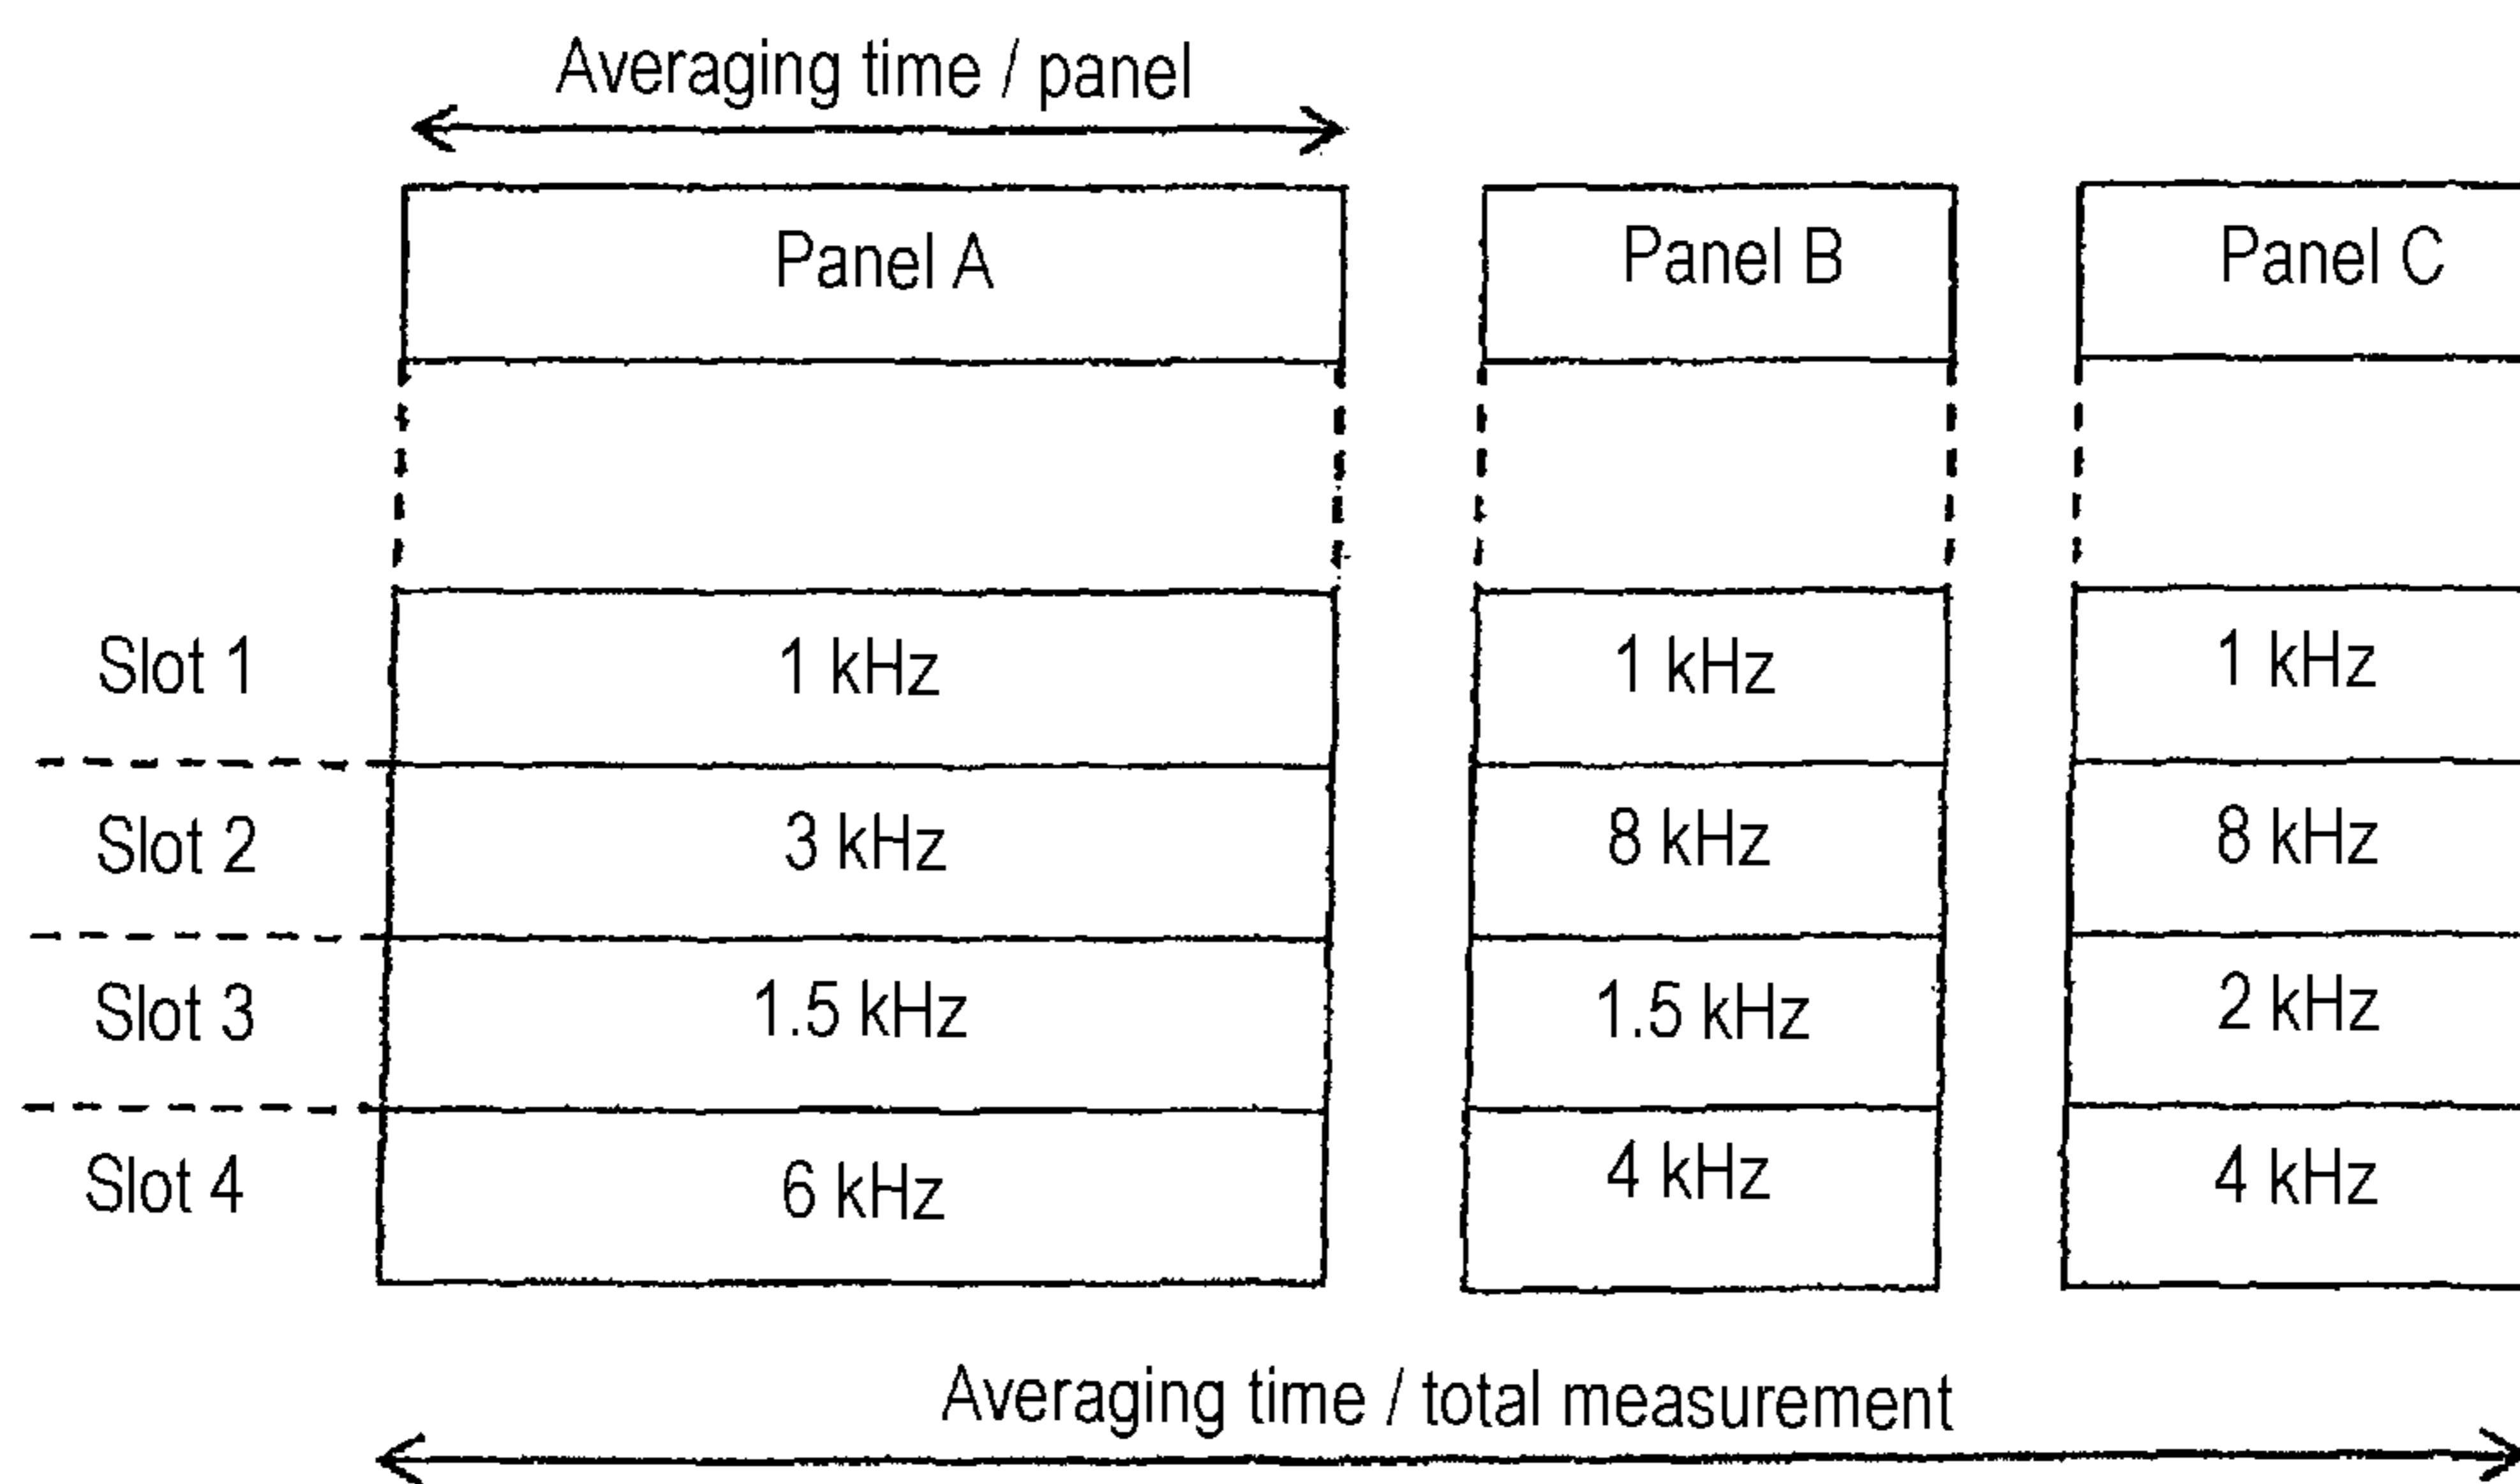 Averaging time / panel
Panel A
Panel B
Panel C
Slot 1
1 kHz
1 kHz
1 kHz
Slot 2
3 kHz
8 kHz
8 kHz
Slot 3
1.5 kHz
1.5 kHz
2 kHz
Slot 4
6 kHz
4 kHz
4 kHz
Averaging time / total measurement